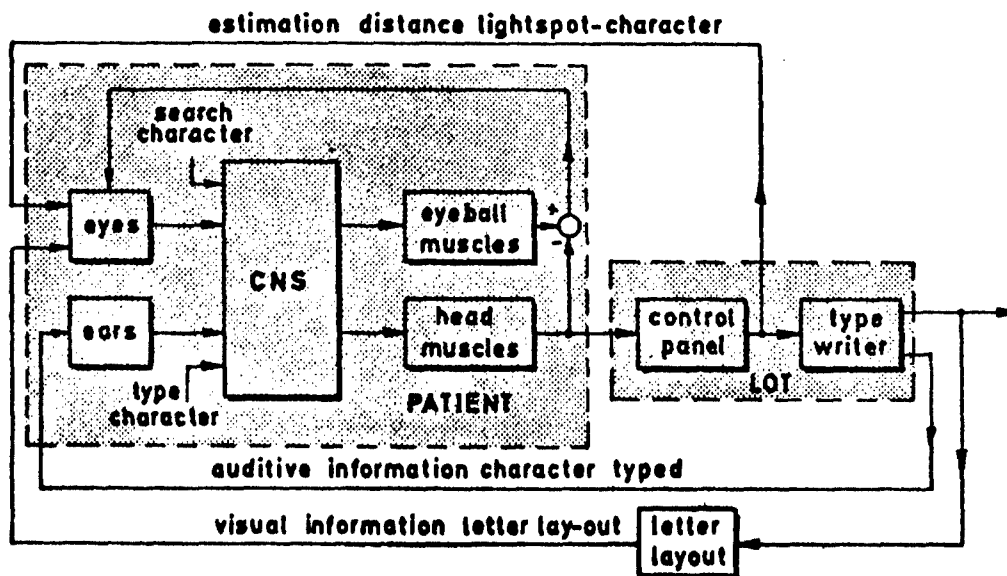 estimation distance lightspot-character
search
character
eyes
ears
CNS
type
character
eyeball
muscles
+
-
head
muscles
PATIENT
control
panel
type
writer
LOT
auditive information character typed
visual information letter lay-out
letter
layout